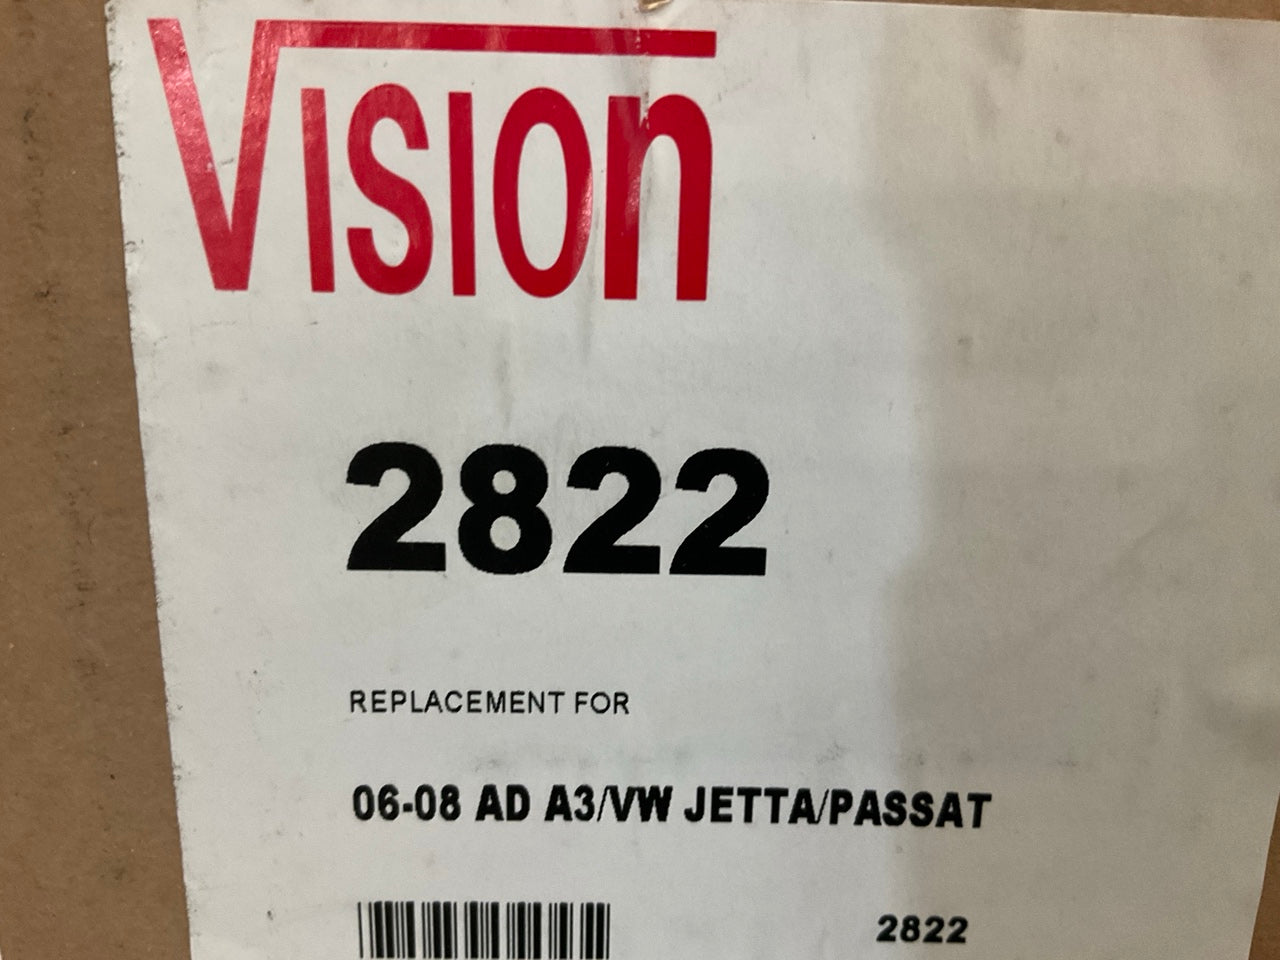 Vision
2822
REPLACEMENT FOR
06-08 AD A3/VW JETTA/PASSAT
2822